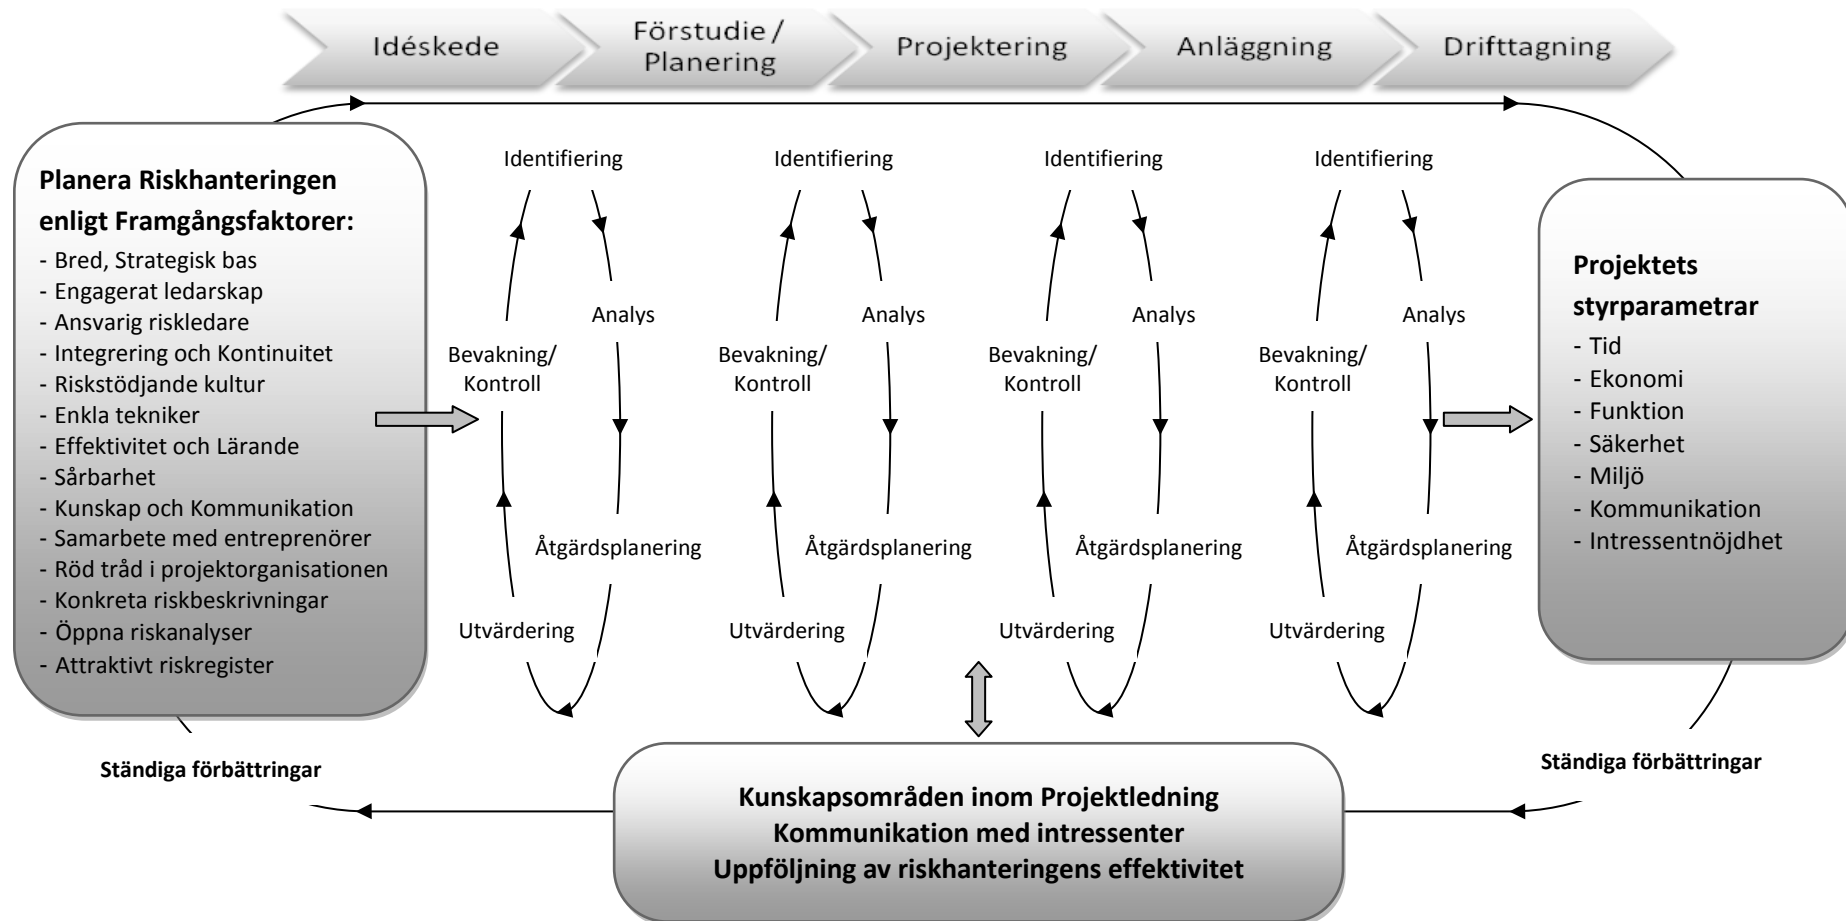 Idéskede
Förstudie /
Planering
Projektering
Anläggning
Drifttagning
Planera Riskhanteringen
enligt Framgångsfaktorer:
- Bred, Strategisk bas
- Engagerat ledarskap
- Ansvarig riskledare
- Integrering och Kontinuitet
- Riskstödjande kultur
- Enkla tekniker
- Effektivitet och Lärande
- Sårbarhet
- Kunskap och Kommunikation
- Samarbete med entreprenörer
- Röd tråd i projektorganisationen
- Konkreta riskbeskrivningar
- Öppna riskanalyser
- Attraktivt riskregister
Identifiering
Analys
Bevakning/
Kontroll
Åtgärdsplanering
Utvärdering
Identifiering
Analys
Bevakning/
Kontroll
Åtgärdsplanering
Utvärdering
Identifiering
Analys
Bevakning/
Kontroll
Åtgärdsplanering
Utvärdering
Identifiering
Analys
Bevakning/
Kontroll
Åtgärdsplanering
Utvärdering
Projektets
styrparametrar
- Tid
- Ekonomi
- Funktion
- Säkerhet
- Miljö
- Kommunikation
- Intressentnöjdhet
Ständiga förbättringar
Ständiga förbättringar
Kunskapsområden inom Projektledning
Kommunikation med intressenter
Uppföljning av riskhanteringens effektivitet